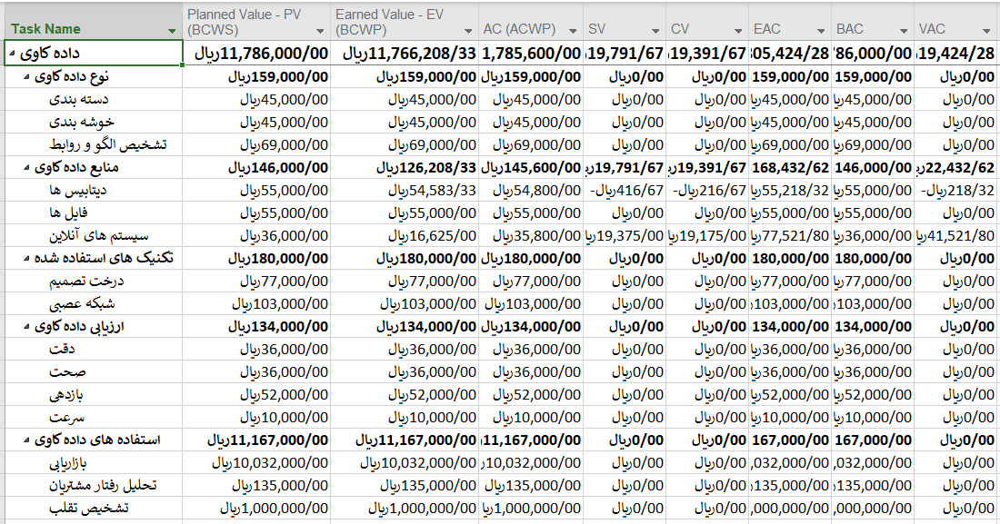 Task Name Planned Value - PV (BCWS) Earned Value - EV (BCWP) AC (ACWP) SV CV EAC BAC VAC
داده کاوی 11,786,000/00ریال 11,766,208/33ریال 1,785,600/00 19,791/67 19,391/67 305,424/28 786,000/00 19,424/28
نوع داده کاوی 159,000/00ریال 159,000/00ریال 159,000/00ریال 0/00ریال 0/00ریال 159,000/00 159,000/00 0/00ریال
دسته بندی 45,000/00ریال 45,000/00ریال 45,000/00ریال 0/00ریال 0/00ریال 45,000/00ریا 45,000/00ریا 0/00ریال
خوشه بندی 45,000/00ریال 45,000/00ریال 45,000/00ریال 0/00ریال 0/00ریال 45,000/00ریا 45,000/00ریا 0/00ریال
تشخیص الگو و روابط 69,000/00ریال 69,000/00ریال 69,000/00ریال 0/00ریال 0/00ریال 69,000/00ریا 69,000/00ریا 0/00ریال
منابع داده کاوی 146,000/00ریال 126,208/33ریال 145,600/00ریال 19,791/67ری 19,391/67ر 168,432/62 146,000/00 22,432/62ر
دیتابیس ها 55,000/00ریال 54,583/33ریال 54,800/00ریال 416/67ریال- 216/67ریال- 55,218/32ریا 55,000/00ریا 218/32ریال-
فایل ها 55,000/00ریال 55,000/00ریال 55,000/00ریال 0/00ریال 0/00ریال 55,000/00ریا 55,000/00ریا 0/00ریال
سیستم های آنلاین 36,000/00ریال 16,625/00ریال 35,800/00ریال 19,375/00ریا 19,175/00ریا 77,521/80ریا 36,000/00ریا 41,521/80ریا
تکنیک های استفاده شده 180,000/00ریال 180,000/00ریال 180,000/00ریال 0/00ریال 0/00ریال 180,000/00 180,000/00 0/00ریال
درخت تصمیم 77,000/00ریال 77,000/00ریال 77,000/00ریال 0/00ریال 0/00ریال 77,000/00ریا 77,000/00ریا 0/00ریال
شبکه عصبی 103,000/00ریال 103,000/00ریال 103,000/00ریال 0/00ریال 0/00ریال 103,000/00ر 103,000/00ر 0/00ریال
ارزیابی داده کاوی 134,000/00ریال 134,000/00ریال 134,000/00ریال 0/00ریال 0/00ریال 134,000/00 134,000/00 0/00ریال
دقت 36,000/00ریال 36,000/00ریال 36,000/00ریال 0/00ریال 0/00ریال 36,000/00ریا 36,000/00ریا 0/00ریال
صحت 36,000/00ریال 36,000/00ریال 36,000/00ریال 0/00ریال 0/00ریال 36,000/00ریا 36,000/00ریا 0/00ریال
بازدهی 52,000/00ریال 52,000/00ریال 52,000/00ریال 0/00ریال 0/00ریال 52,000/00ریا 52,000/00ریا 0/00ریال
سرعت 10,000/00ریال 10,000/00ریال 10,000/00ریال 0/00ریال 0/00ریال 10,000/00ریا 10,000/00ریا 0/00ریال
استفاده های داده کاوی 11,167,000/00ریال 11,167,000/00ریال 11,167,000/00 0/00ریال 0/00ریال 167,000/00 167,000/00 0/00ریال
بازاریابی 10,032,000/00ریال 10,032,000/00ریال 10,032,000/00ر 0/00ریال 0/00ریال ,032,000/00 ,032,000/00 0/00ریال
تحلیل رفتار مشتریان 135,000/00ریال 135,000/00ریال 135,000/00ریال 0/00ریال 0/00ریال 135,000/00ر 135,000/00ر 0/00ریال
تشخیص تقلب 1,000,000/00ریال 1,000,000/00ریال 1,000,000/00ریا 0/00ریال 0/00ریال ,000,000/00 ,000,000/00 0/00ریال